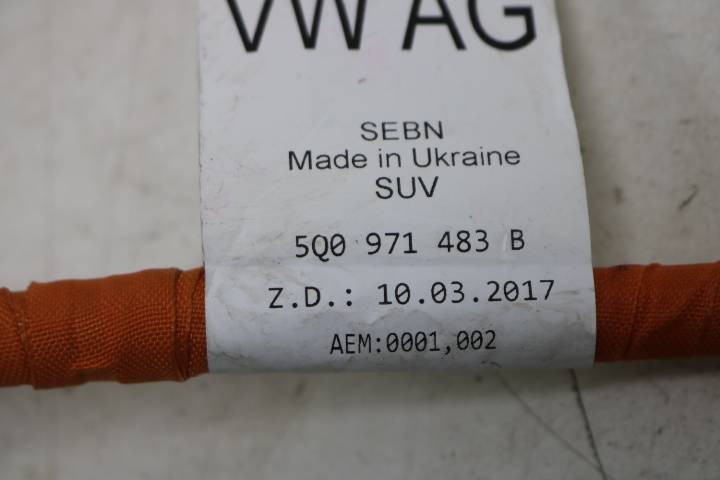 VW AG
SEBN
Made in Ukraine
SUV
5Q0 971 483 B
Z.D.: 10.03.2017
AEM:0001,002